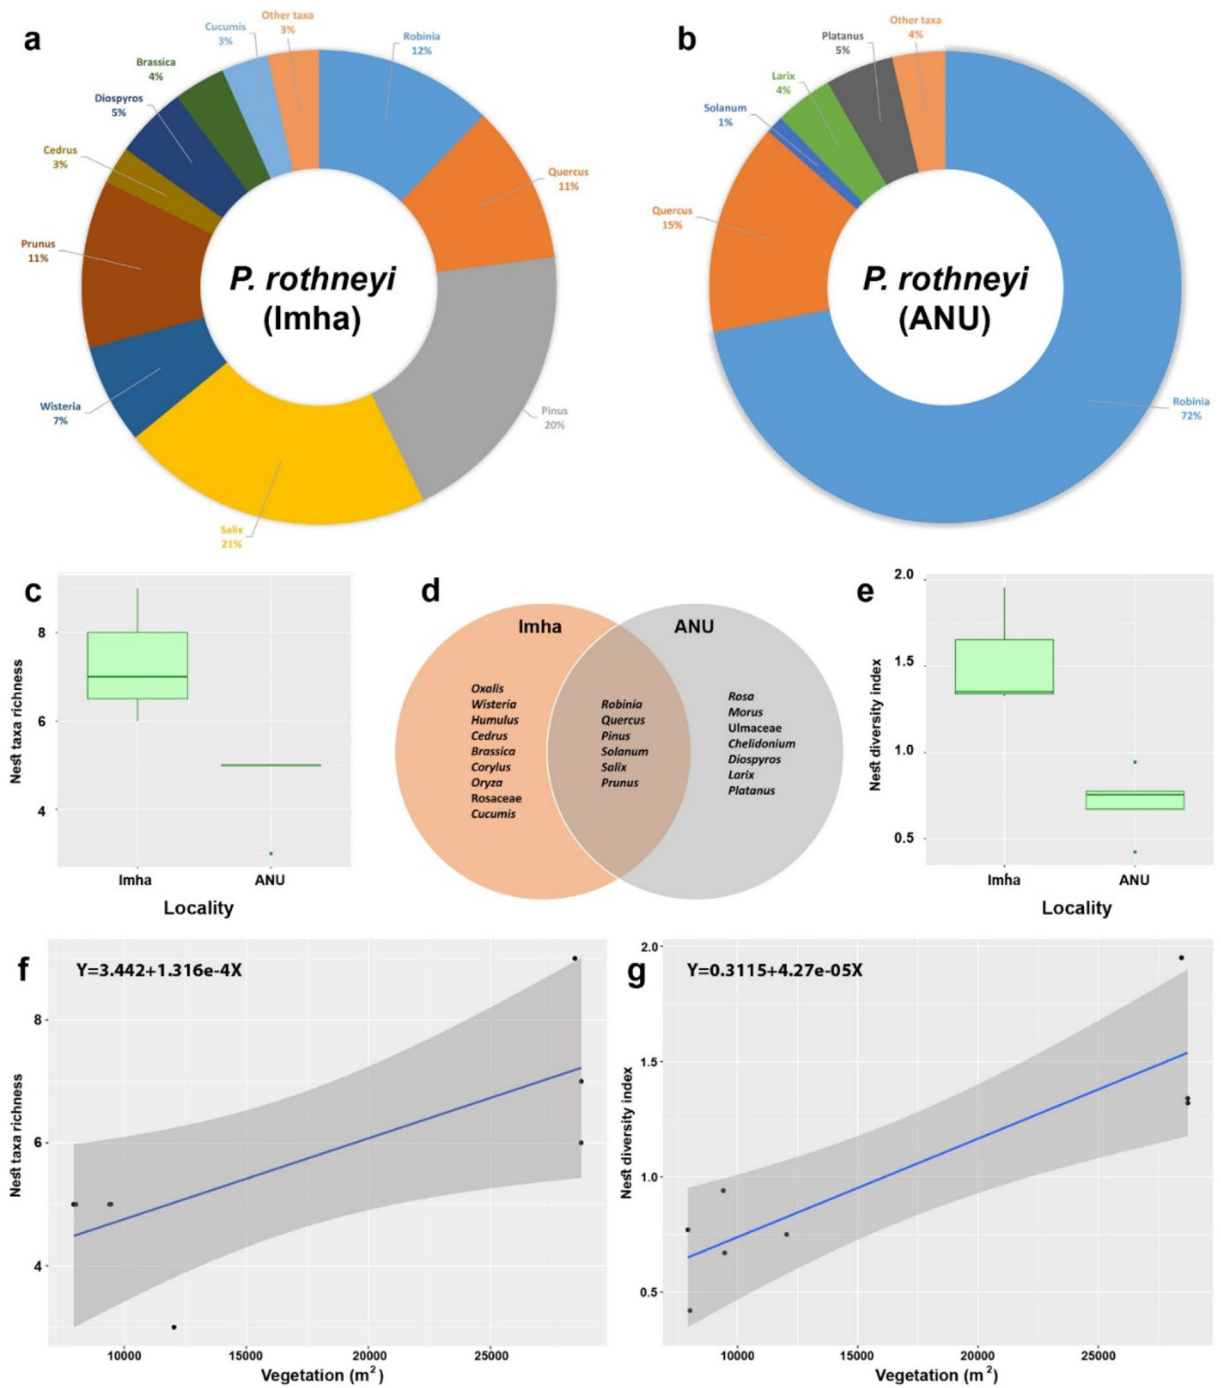 a
Cucumis
3%
Other taxa
3%
Robinia
12%
Brassica
4%
Diospyros
5%
Cedrus
3%
Quercus
11%
Prunus
11%
P. rothneyi
(Imha)
Wisteria
7%
Pinus
20%
Salix
21%
b
Platanus
5%
Other taxa
4%
Larix
4%
Solanum
1%
Quercus
15%
P. rothneyi
(ANU)
Robinia
72%
c
Nest taxa richness
8
6
4
Imha
ANU
Locality
d
Imha
ANU
Oxalis
Wisteria
Humulus
Cedrus
Brassica
Corylus
Oryza
Rosaceae
Cucumis
Robinia
Quercus
Pinus
Solanum
Salix
Prunus
Rosa
Morus
Ulmaceae
Chelidonium
Diospyros
Larix
Platanus
e
Nest diversity index
2.0
1.5
1.0
0.5
Imha
ANU
Locality
f
Y=3.442+1.316e-4X
Nest taxa richness
8
6
4
10000
15000
20000
25000
Vegetation (m²)
g
Y=0.3115+4.27e-05X
Nest diversity index
2.0
1.5
1.0
0.5
10000
15000
20000
25000
Vegetation (m²)